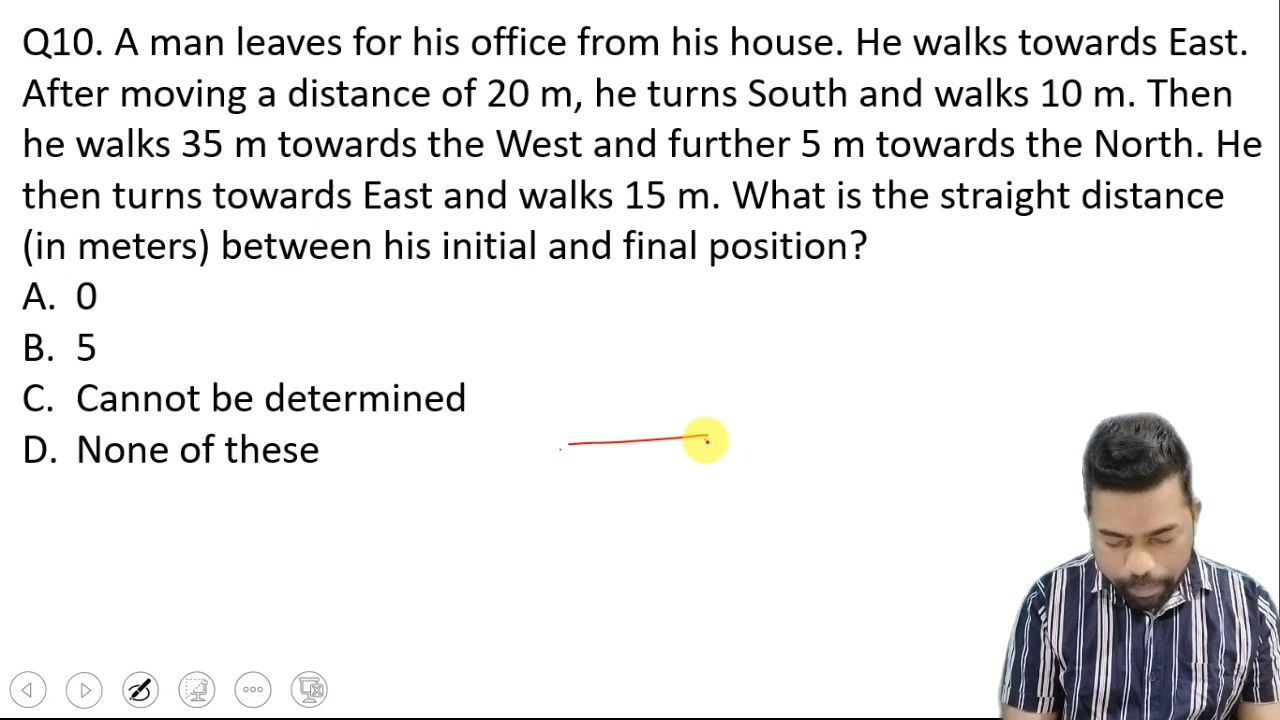 Q10. A man leaves for his office from his house. He walks towards East.
After moving a distance of 20 m, he turns South and walks 10 m. Then
he walks 35 m towards the West and further 5 m towards the North. He
then turns towards East and walks 15 m. What is the straight distance
(in meters) between his initial and final position?
A. 0
B. 5
C. Cannot be determined
D. None of these